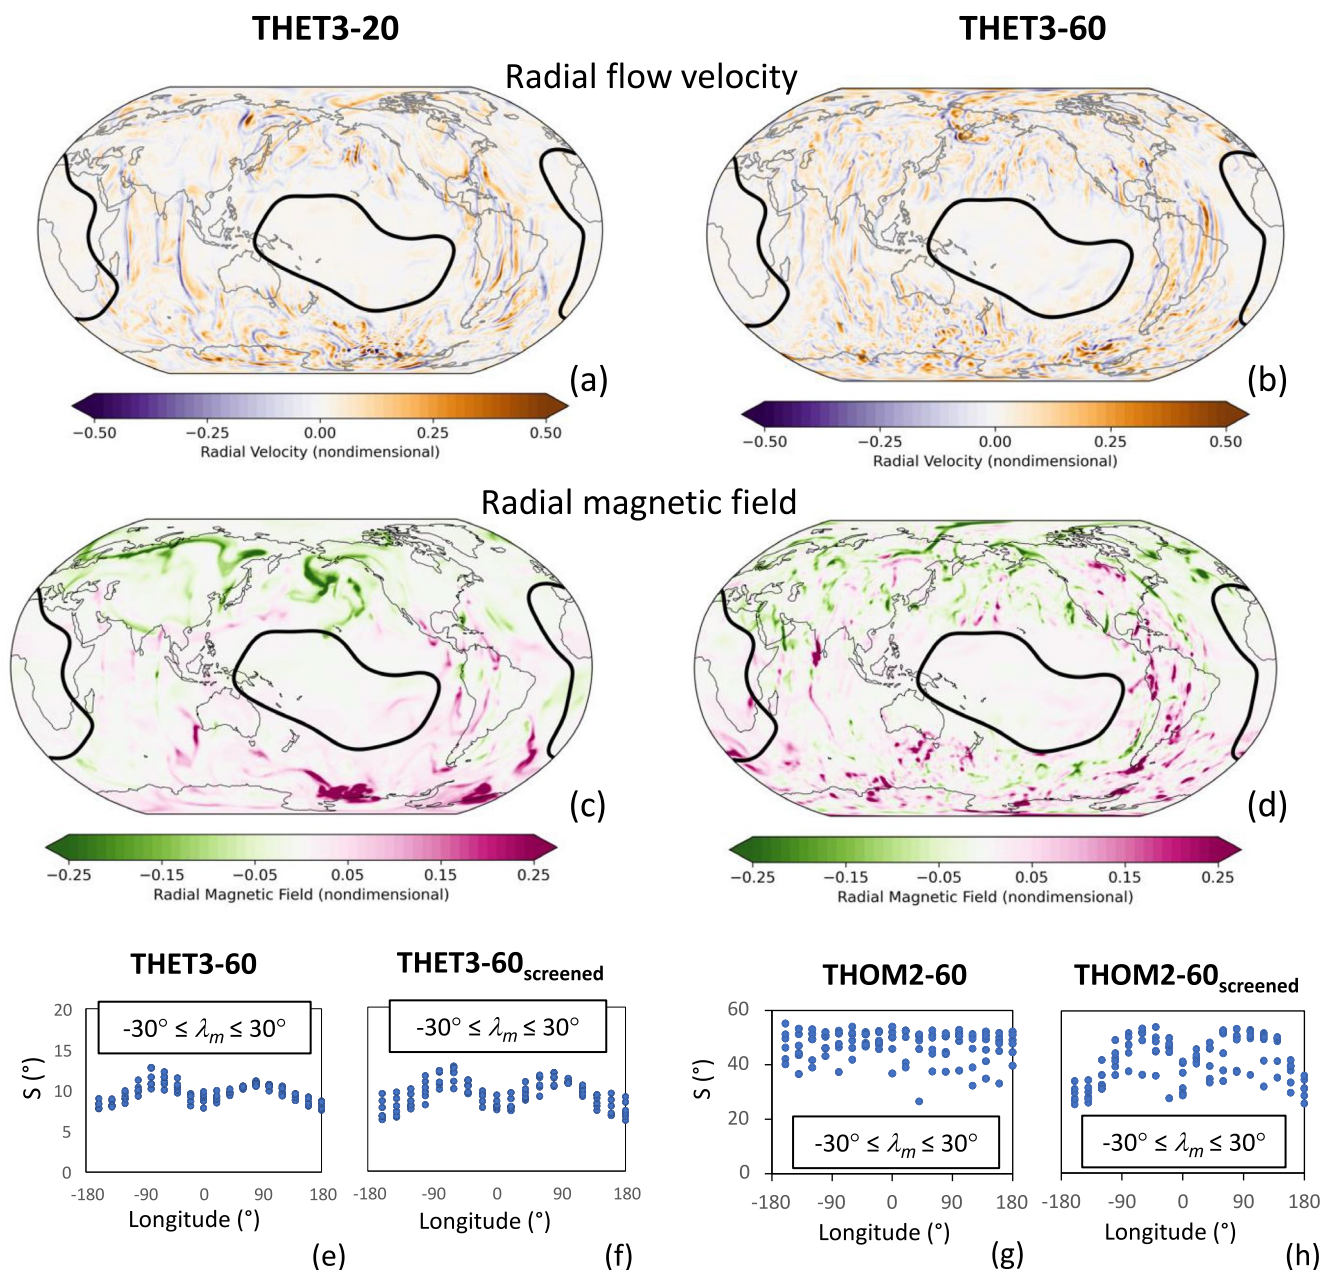 THET3-20 THET3-60
Radial flow velocity
(a) (b)
−0.50 −0.25 0.00 0.25 0.50
Radial Velocity (nondimensional)
−0.50 −0.25 0.00 0.25 0.50
Radial Velocity (nondimensional)
Radial magnetic field
(c) (d)
−0.25 −0.15 −0.05 0.05 0.15 0.25
Radial Magnetic Field (nondimensional)
−0.25 −0.15 −0.05 0.05 0.15 0.25
Radial Magnetic Field (nondimensional)
THET3-60
-30° ≤ λm ≤ 30°
S (°)
20
15
10
5
0
-180 -90 0 90 180
Longitude (°)
(e)
THET3-60screened
-30° ≤ λm ≤ 30°
-180 -90 0 90 180
Longitude (°)
(f)
THOM2-60
S (°)
60
40
20
0
-30° ≤ λm ≤ 30°
-180 -90 0 90 180
Longitude (°)
(g)
THOM2-60screened
-30° ≤ λm ≤ 30°
-180 -90 0 90 180
Longitude (°)
(h)